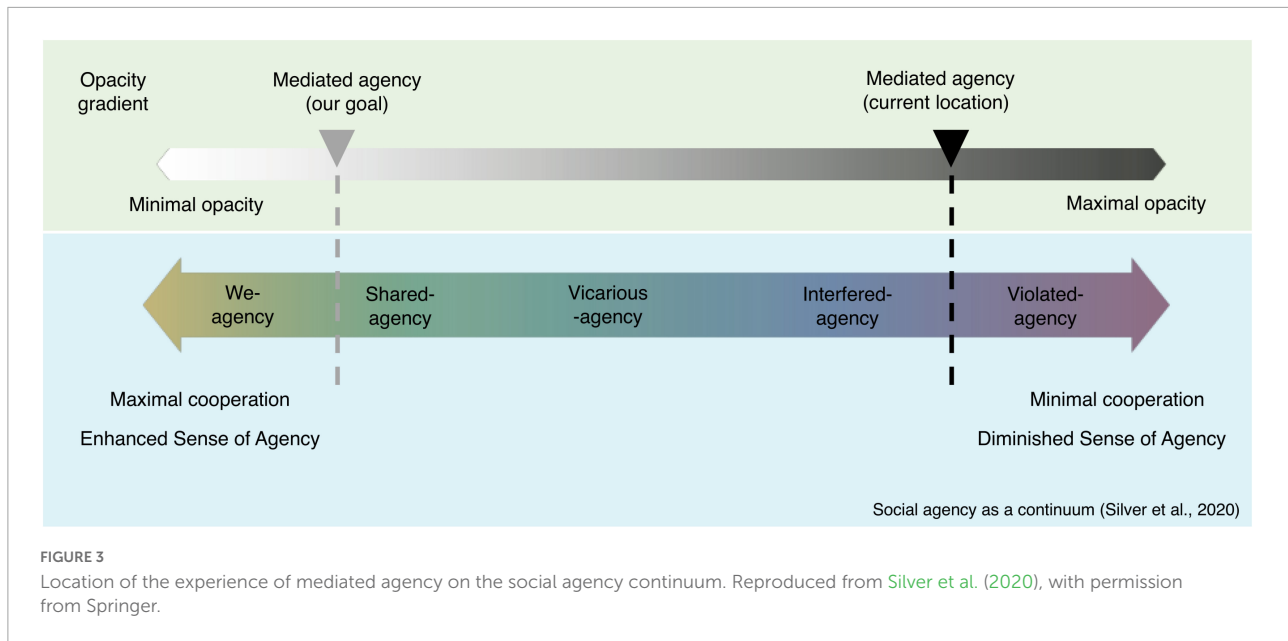 Opacity
gradient
Mediated agency
(our goal)
Mediated agency
(current location)
Minimal opacity
Maximal opacity
We-
agency
Shared-
agency
Vicarious
-agency
Interfered-
agency
Violated-
agency
Maximal cooperation
Minimal cooperation
Enhanced Sense of Agency
Diminished Sense of Agency
Social agency as a continuum (Silver et al., 2020)
FIGURE 3
Location of the experience of mediated agency on the social agency continuum. Reproduced from Silver et al. (2020), with permission
from Springer.